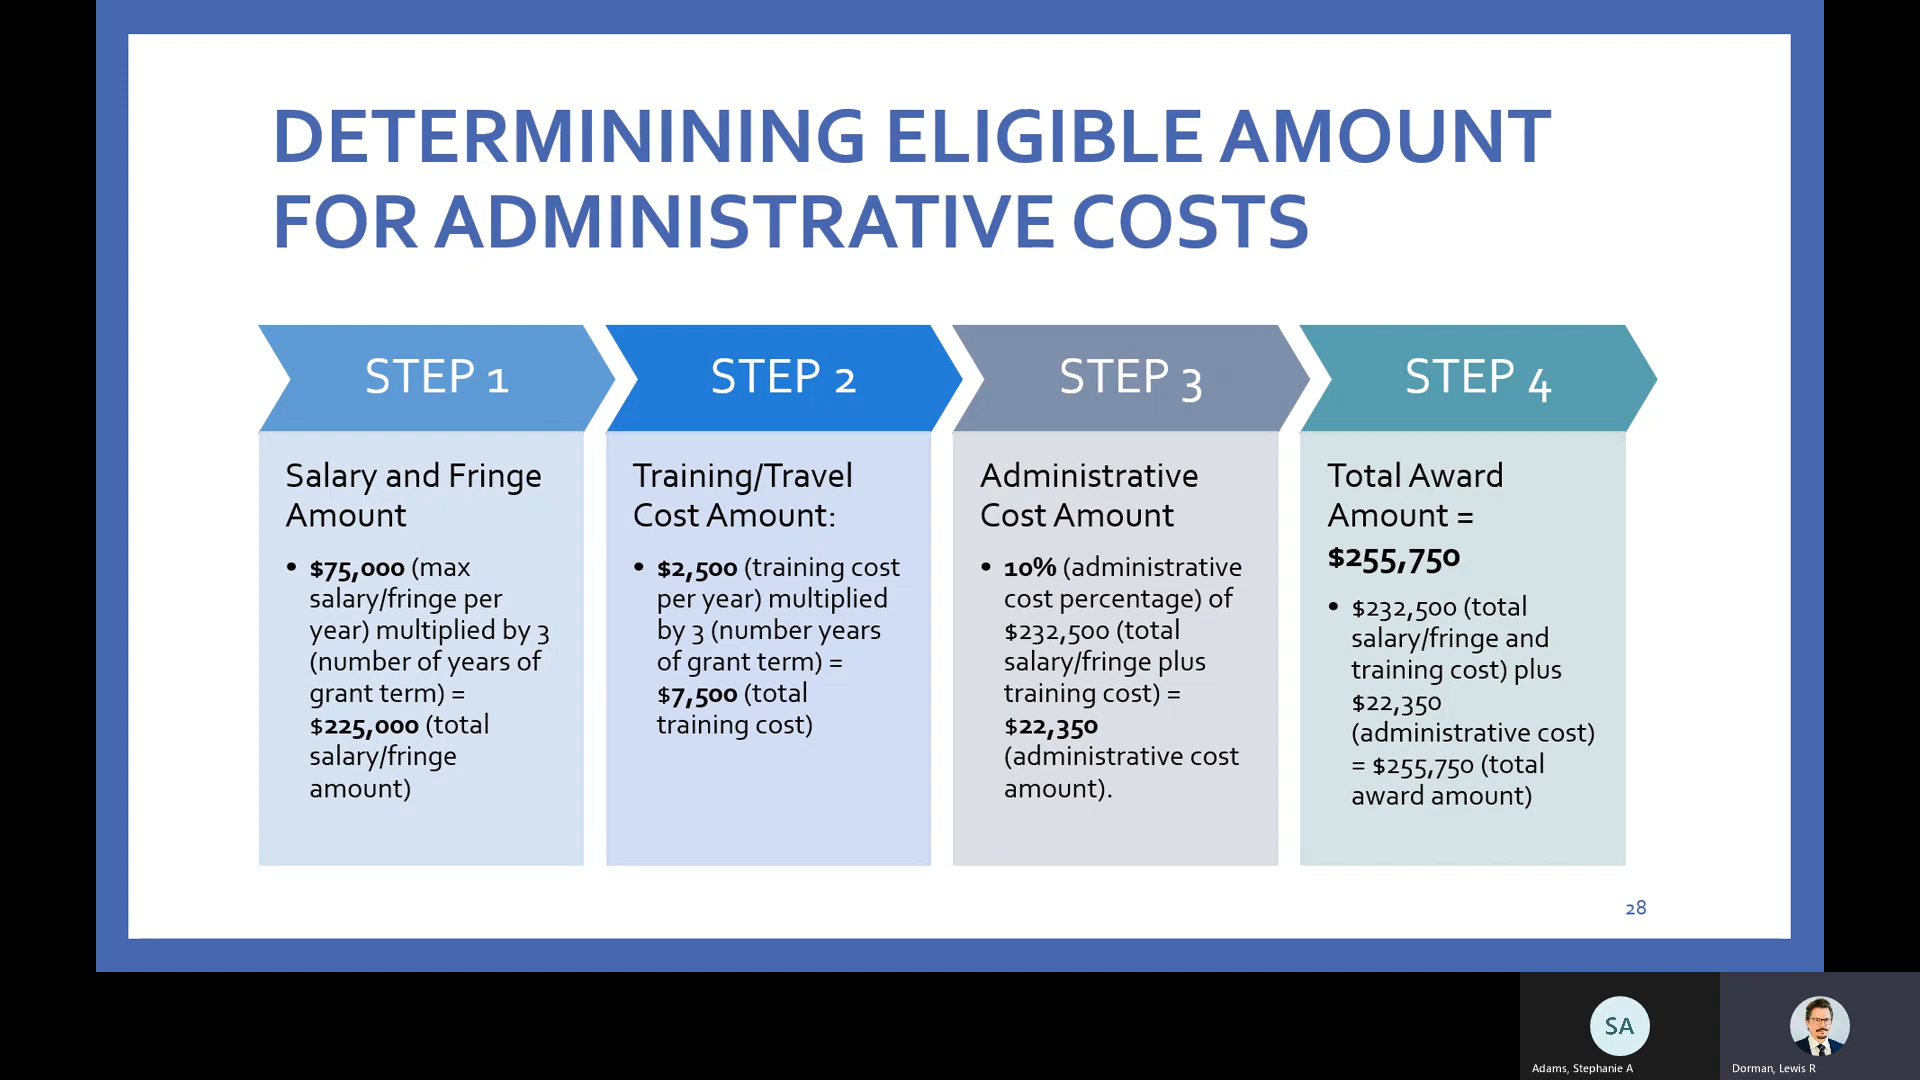 DETERMININING ELIGIBLE AMOUNT
FOR ADMINISTRATIVE COSTS
STEP 1
Salary and Fringe
Amount
• $75,000 (max
salary/fringe per
year) multiplied by 3
(number of years of
grant term) =
$225,000 (total
salary/fringe
amount)
STEP 2
Training/Travel
Cost Amount:
• $2,500 (training cost
per year) multiplied
by 3 (number years
of grant term) =
$7,500 (total
training cost)
STEP 3
Administrative
Cost Amount
• 10% (administrative
cost percentage) of
$232,500 (total
salary/fringe plus
training cost) =
$22,350
(administrative cost
amount).
STEP 4
Total Award
Amount =
$255,750
• $232,500 (total
salary/fringe and
training cost) plus
$22,350
(administrative cost)
= $255,750 (total
award amount)
28
SA
Adams, Stephanie A
Dorman, Lewis R